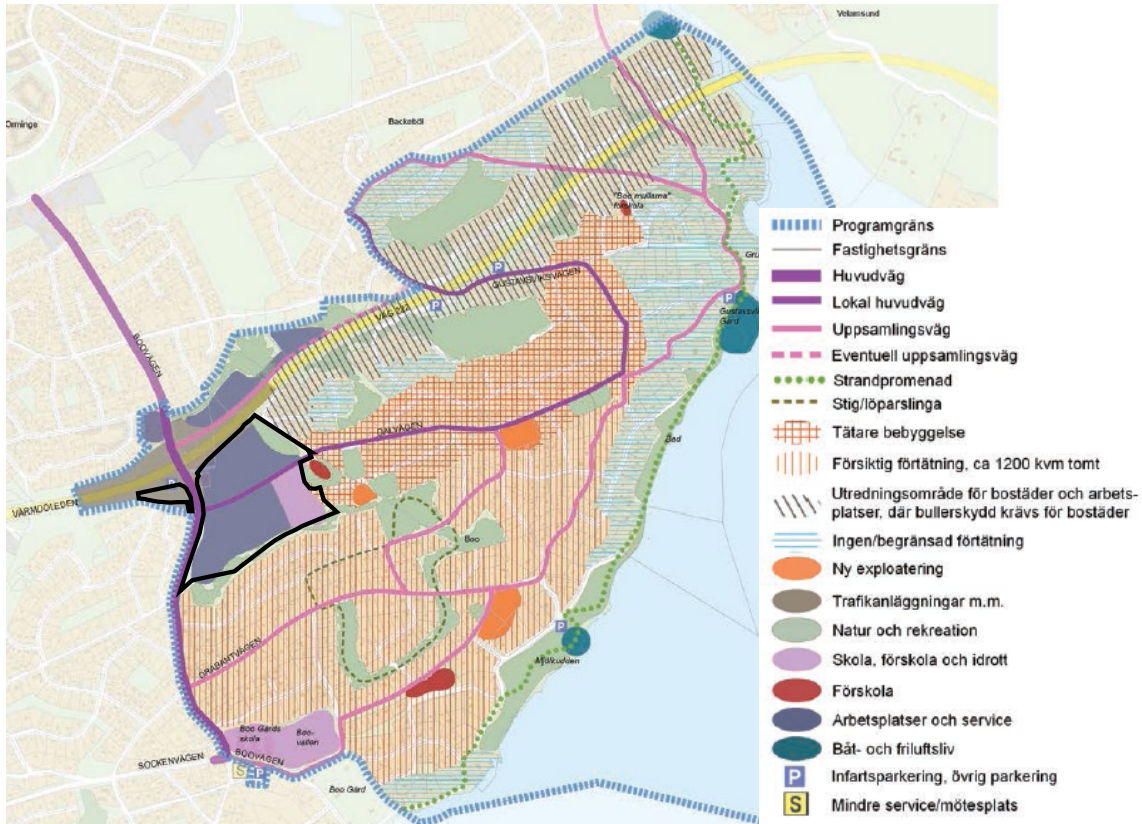 Velamsund
Orminge
Backeböl
"Boo mullarna"
förskola
P
GUSTAVSVIKSVÄGEN
P
VÄG 222
P
Gustavsviks
Gård
BOOVÄGEN
DALVÄGEN
Bad
VÄRMDÖLEDEN
Boo
P
Mjölkudden
DRABANTVÄGEN
Boo Gårds
skola
Boo-
vallen
SOCKENVÄGEN
BOOVÄGEN
S P
Boo Gård
Programgräns
Fastighetsgräns
Huvudväg
Lokal huvudväg
Uppsamlingsväg
Eventuell uppsamlingsväg
Strandpromenad
Stig/löparslinga
Tätare bebyggelse
Försiktig förtätning, ca 1200 kvm tomt
Utredningsområde för bostäder och arbets-
platser, där bullerskydd krävs för bostäder
Ingen/begränsad förtätning
Ny exploatering
Trafikanläggningar m.m.
Natur och rekreation
Skola, förskola och idrott
Förskola
Arbetsplatser och service
Båt- och friluftsliv
P Infartsparkering, övrig parkering
S Mindre service/mötesplats